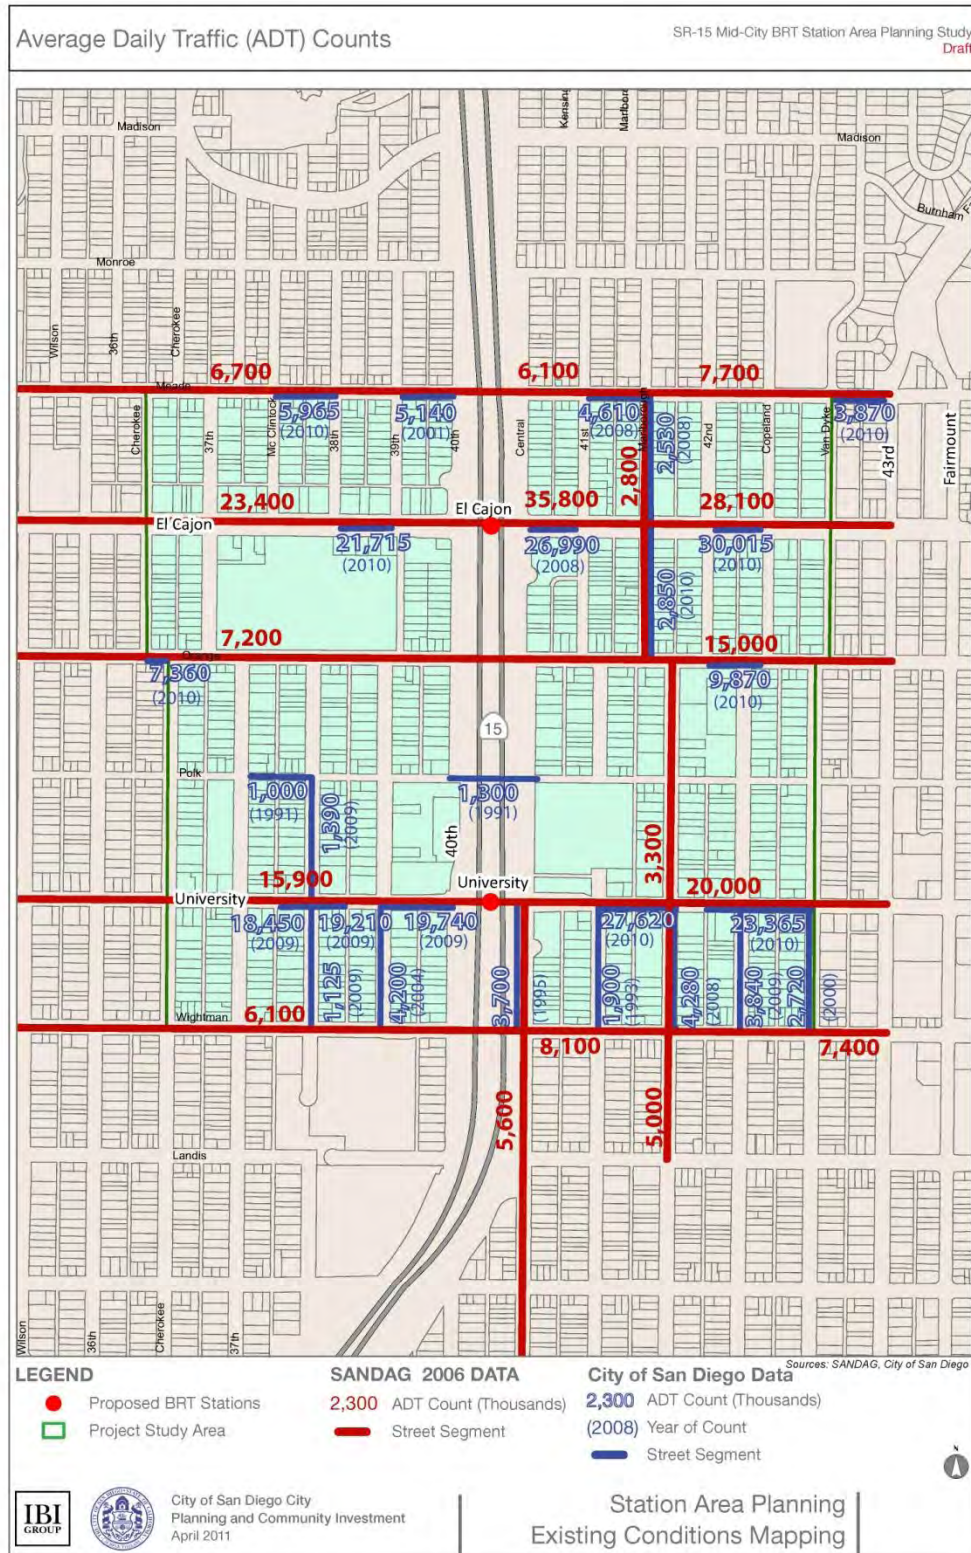 Average Daily Traffic (ADT) Counts
SR-15 Mid-City BRT Station Area Planning Study
Draft
Madison
Kensing
Marlbor
Madison
Burnham
Monroe
Wilson
36th
Cherokee
6,700
6,100
7,700
Meade
Cherokee
37th
Mc Clintock
5,965
(2010)
38th
39th
5,140
(2001)
40th
Central
41st
4,610
(2008)
Marlborough
2,800
2,530
(2008)
42nd
Copeland
Van Dyke
3,870
(2010)
43rd
Fairmount
23,400
El Cajon
35,800
28,100
El Cajon
21,715
(2010)
26,990
(2008)
30,015
(2010)
2,850
(2010)
7,200
15,000
Orange
7,360
(2010)
9,870
(2010)
15
Polk
1,000
(1991)
1,390
(2009)
1,300
(1991)
40th
3,300
15,900
University
20,000
University
18,450
(2009)
19,210
(2009)
19,740
(2009)
27,620
(2010)
23,365
(2010)
1,125
(2009)
4,200
(2004)
3,700
(1995)
1,900
(1993)
4,280
(2008)
3,840
(2009)
2,720
(2000)
Wightman
6,100
8,100
7,400
5,600
5,000
Landis
Wilson
36th
Cherokee
37th
Sources: SANDAG, City of San Diego
LEGEND
Proposed BRT Stations
Project Study Area
SANDAG 2006 DATA
2,300 ADT Count (Thousands)
Street Segment
City of San Diego Data
2,300 ADT Count (Thousands)
(2008) Year of Count
Street Segment
N
IBI
GROUP
City of San Diego City
Planning and Community Investment
April 2011
Station Area Planning
Existing Conditions Mapping